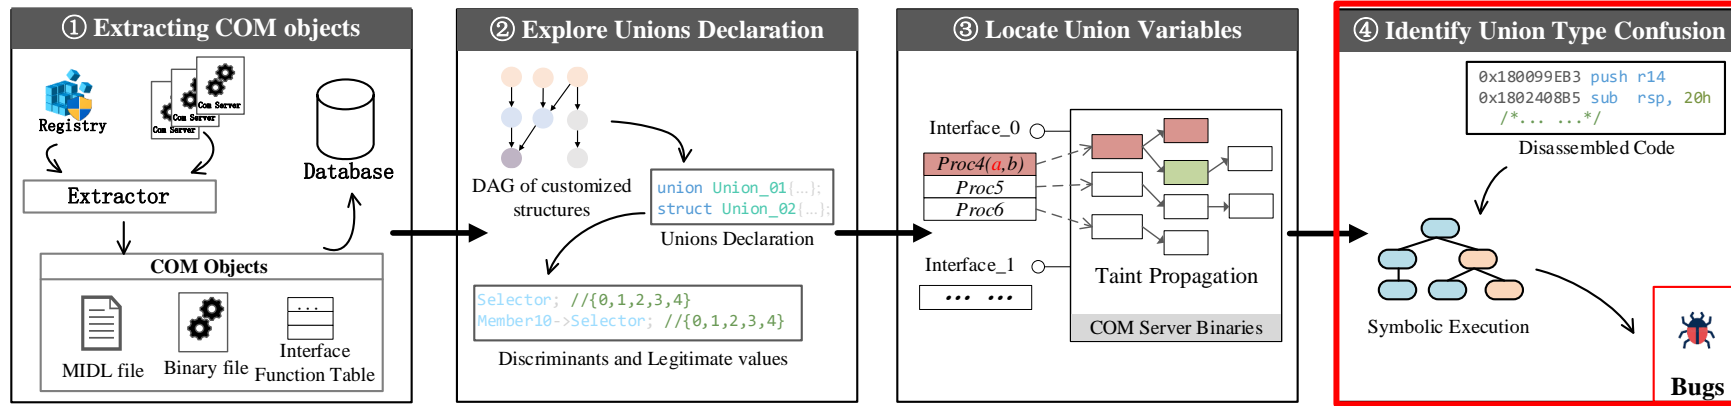 ① Extracting COM objects
Registry
Com Server
Com Server
Com Server
Database
Extractor
COM Objects
MIDL file
Binary file
Interface
Function Table
② Explore Unions Declaration
DAG of customized
structures
union Union_01{...};
struct Union_02{...};
Unions Declaration
Selector; //{0,1,2,3,4}
Member10->Selector; //{0,1,2,3,4}
Discriminants and Legitimate values
③ Locate Union Variables
Interface_0
Proc4(a,b)
Proc5
Proc6
Interface_1
... ...
Taint Propagation
COM Server Binaries
④ Identify Union Type Confusion
0x180099EB3 push r14
0x1802408B5 sub rsp, 20h
/*... ...*/
Disassembled Code
Symbolic Execution
Bugs